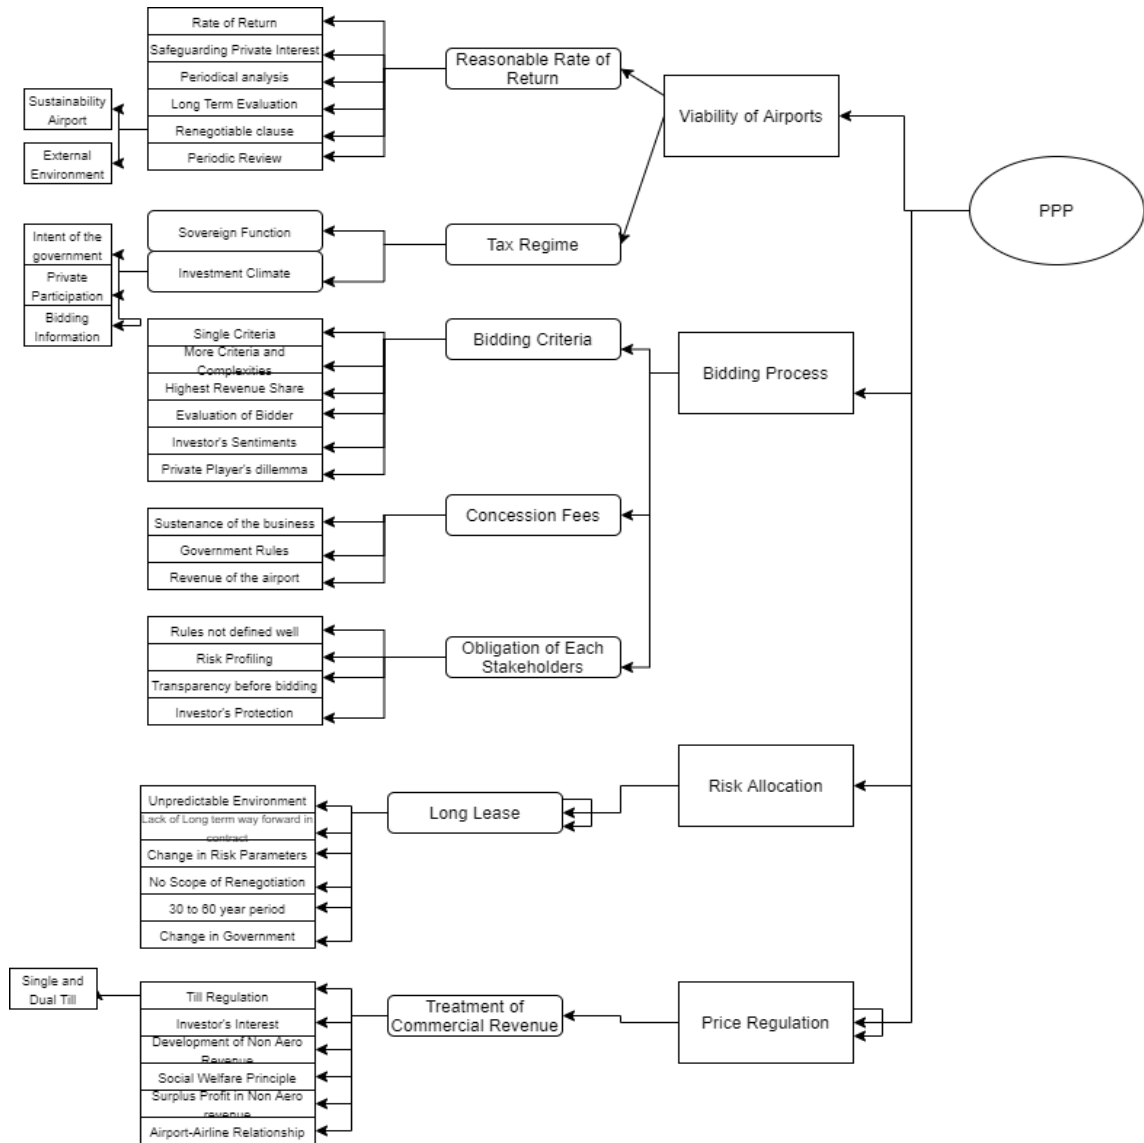 PPP
Viability of Airports
Reasonable Rate of
Return
Rate of Return
Safeguarding Private Interest
Periodical analysis
Long Term Evaluation
Renegotiable clause
Periodic Review
Sustainability
Airport
External
Environment
Tax Regime
Sovereign Function
Investment Climate
Intent of the
government
Private
Participation
Bidding
Information
Bidding Process
Bidding Criteria
Single Criteria
More Criteria and
Complexities
Highest Revenue Share
Evaluation of Bidder
Investor's Sentiments
Private Player's dillemma
Concession Fees
Sustenance of the business
Government Rules
Revenue of the airport
Obligation of Each
Stakeholders
Rules not defined well
Risk Profiling
Transparency before bidding
Investor's Protection
Risk Allocation
Long Lease
Unpredictable Environment
Lack of Long term way forward in
contract
Change in Risk Parameters
No Scope of Renegotiation
30 to 60 year period
Change in Government
Price Regulation
Treatment of
Commercial Revenue
Till Regulation
Investor's Interest
Development of Non Aero
Revenue
Social Welfare Principle
Surplus Profit in Non Aero
revenue
Airport-Airline Relationship
Single and
Dual Till